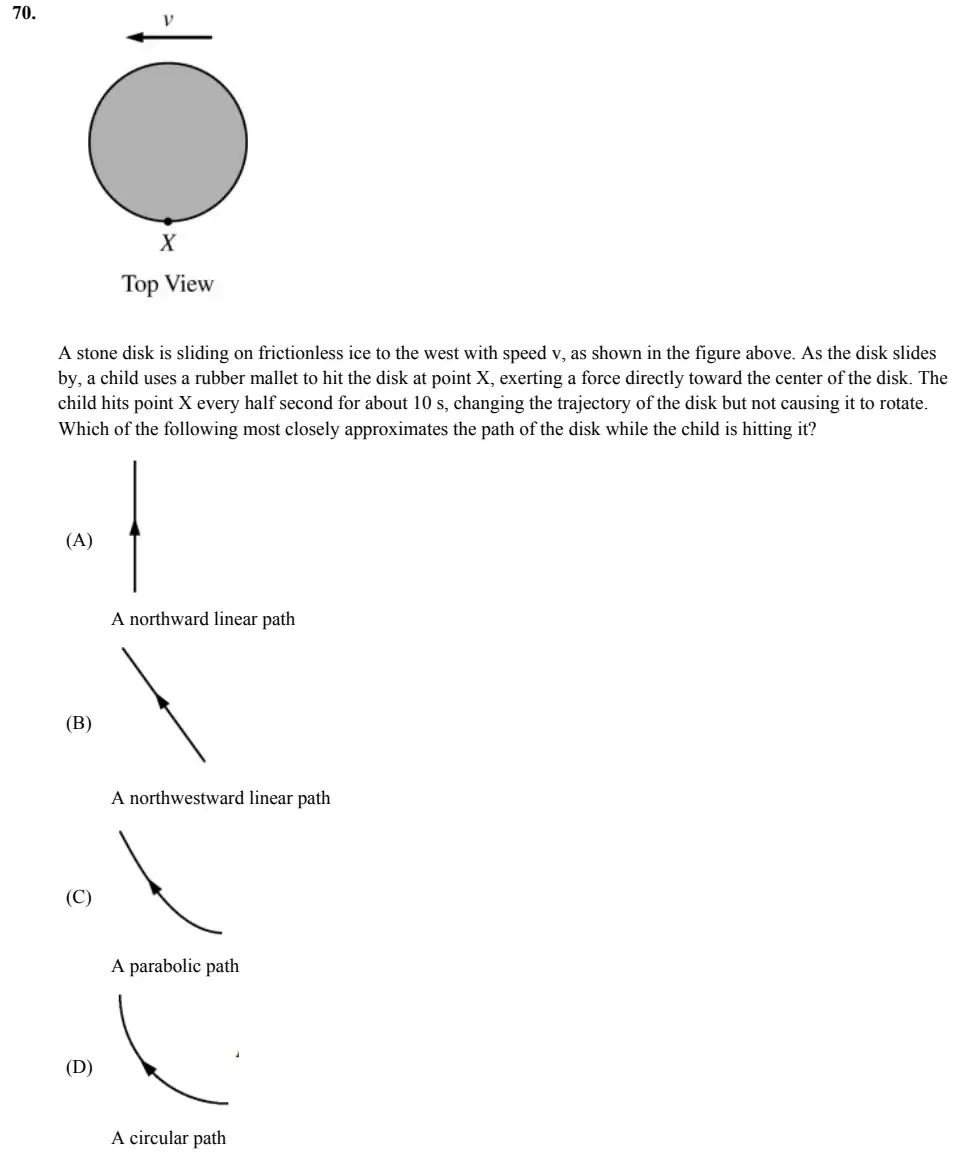 70.
v
X
Top View
A stone disk is sliding on frictionless ice to the west with speed v, as shown in the figure above. As the disk slides
by, a child uses a rubber mallet to hit the disk at point X, exerting a force directly toward the center of the disk. The
child hits point X every half second for about 10 s, changing the trajectory of the disk but not causing it to rotate.
Which of the following most closely approximates the path of the disk while the child is hitting it?
(A)
A northward linear path
(B)
A northwestward linear path
(C)
A parabolic path
(D)
A circular path